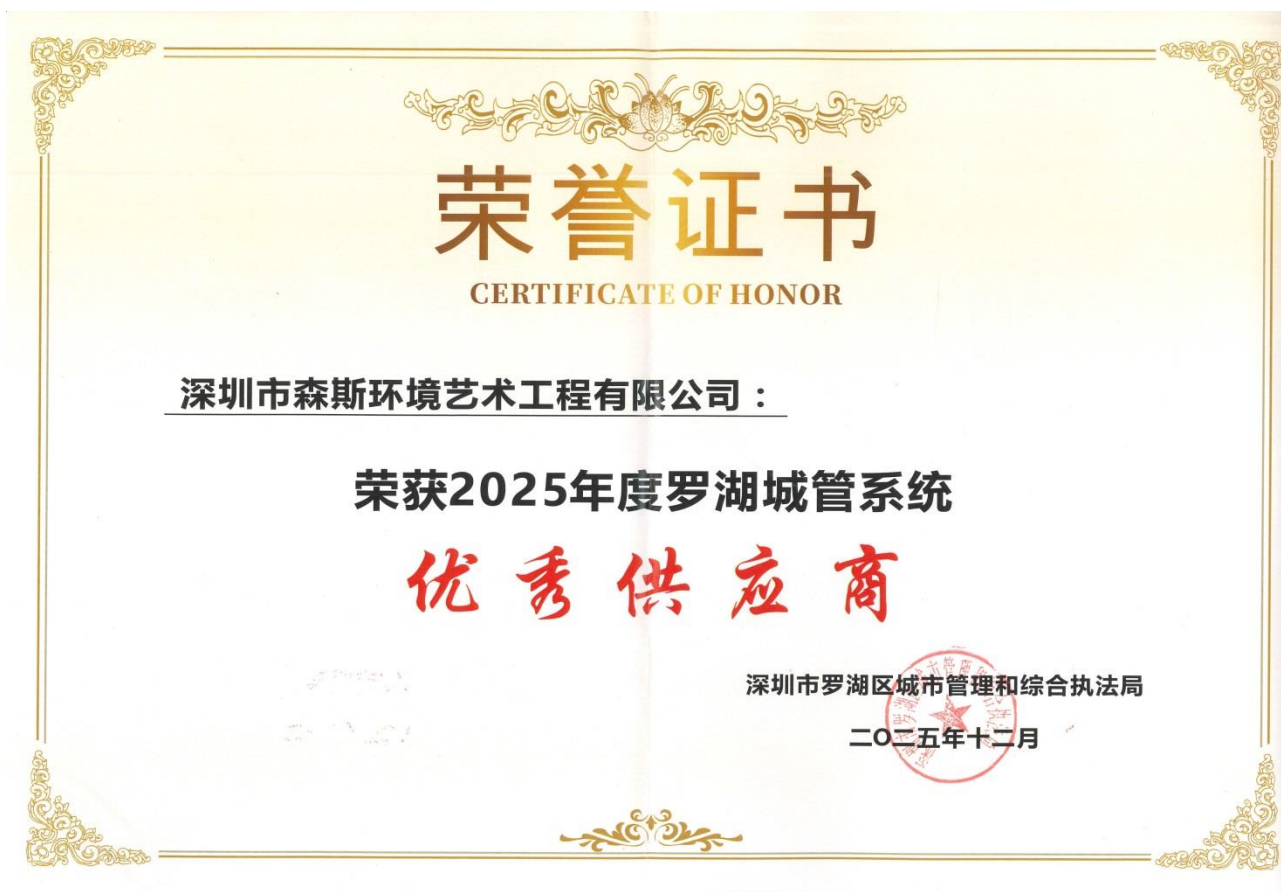 荣誉证书
CERTIFICATE OF HONOR
深圳市森斯环境艺术工程有限公司：
荣获2025年度罗湖城管系统
优秀供应商
深圳市罗湖区城市管理和综合执法局
二〇二五年十二月